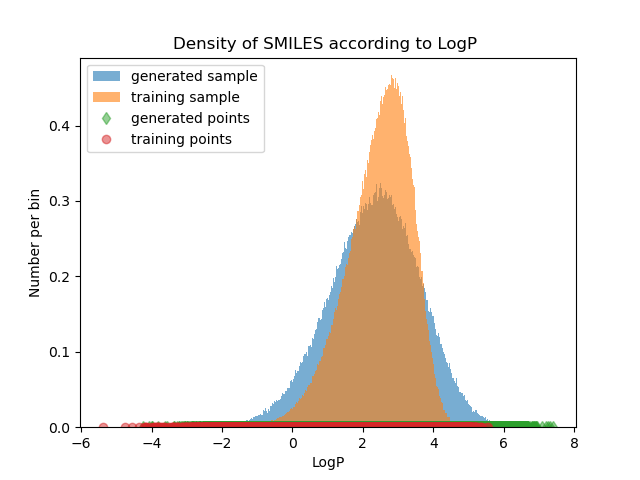 Density of SMILES according to LogP
generated sample
training sample
generated points
training points
Number per bin
0.4
0.3
0.2
0.1
0.0
−6
−4
−2
0
2
4
6
8
LogP